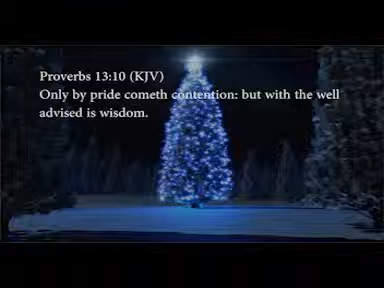 Proverbs 13:10 (KJV)
Only by pride cometh contention: but with the well
advised is wisdom.